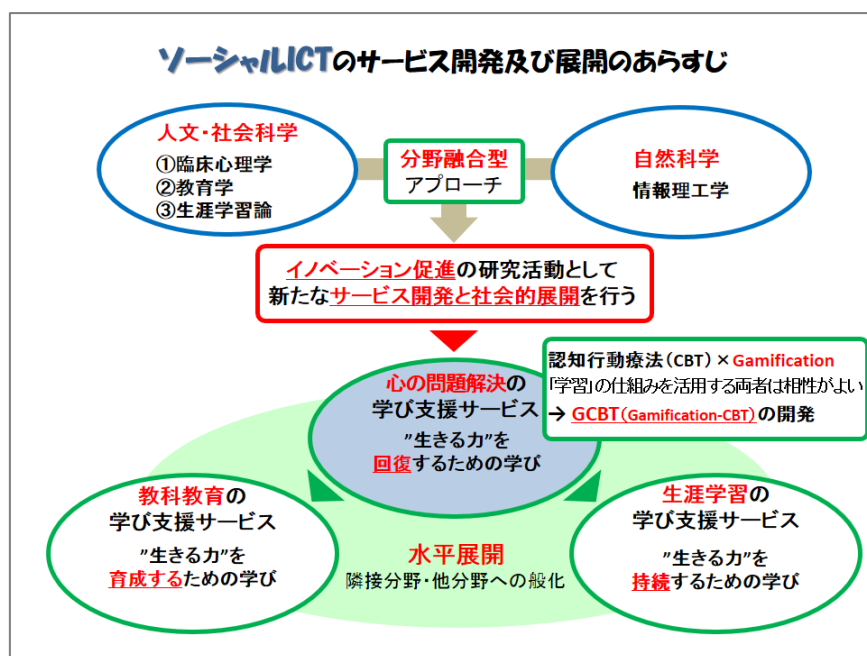 ソーシャルICTのサービス開発及び展開のあらすじ
人文・社会科学
①臨床心理学
②教育学
③生涯学習論
分野融合型
アプローチ
自然科学
情報理工学
イノベーション促進の研究活動として
新たなサービス開発と社会的展開を行う
認知行動療法(CBT)×Gamification
「学習」の仕組みを活用する両者は相性がよい
→ GCBT(Gamification-CBT)の開発
心の問題解決の
学び支援サービス
"生きる力"を
回復するための学び
教科教育の
学び支援サービス
"生きる力"を
育成するための学び
水平展開
隣接分野・他分野への般化
生涯学習の
学び支援サービス
"生きる力"を
持続するための学び